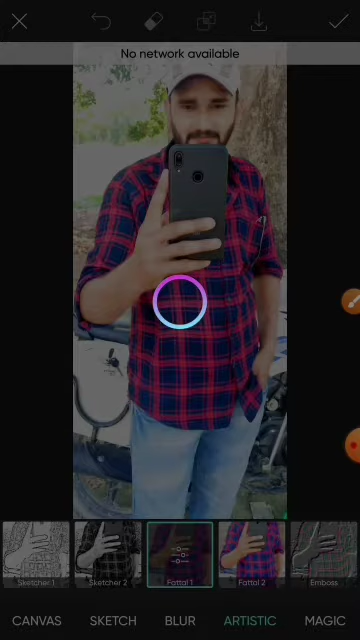 No network available
Sketcher 1
Sketcher 2
Fattal 1
Fattal 2
Emboss
CANVAS
SKETCH
BLUR
ARTISTIC
MAGIC